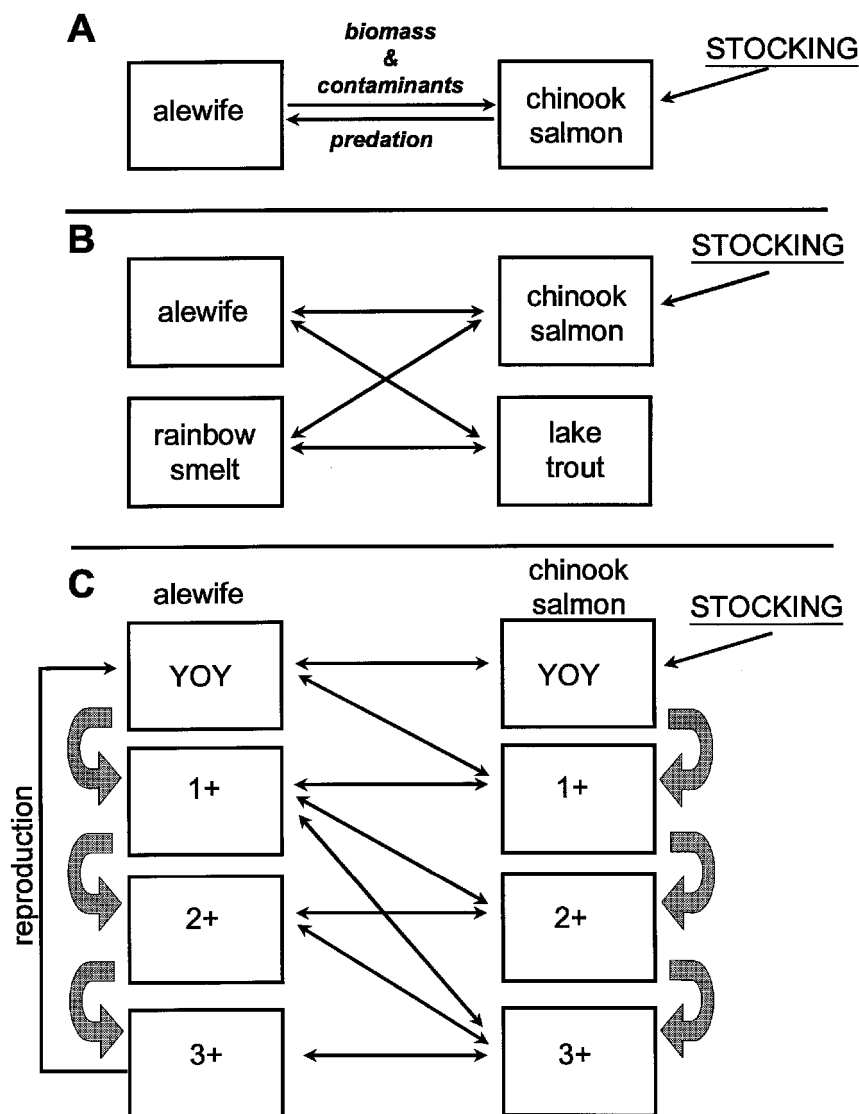 A
biomass
&
contaminants
STOCKING
alewife
chinook
salmon
predation
B
STOCKING
alewife
chinook
salmon
rainbow
smelt
lake
trout
C
alewife
chinook
salmon
STOCKING
YOY
YOY
1+
1+
reproduction
2+
2+
3+
3+